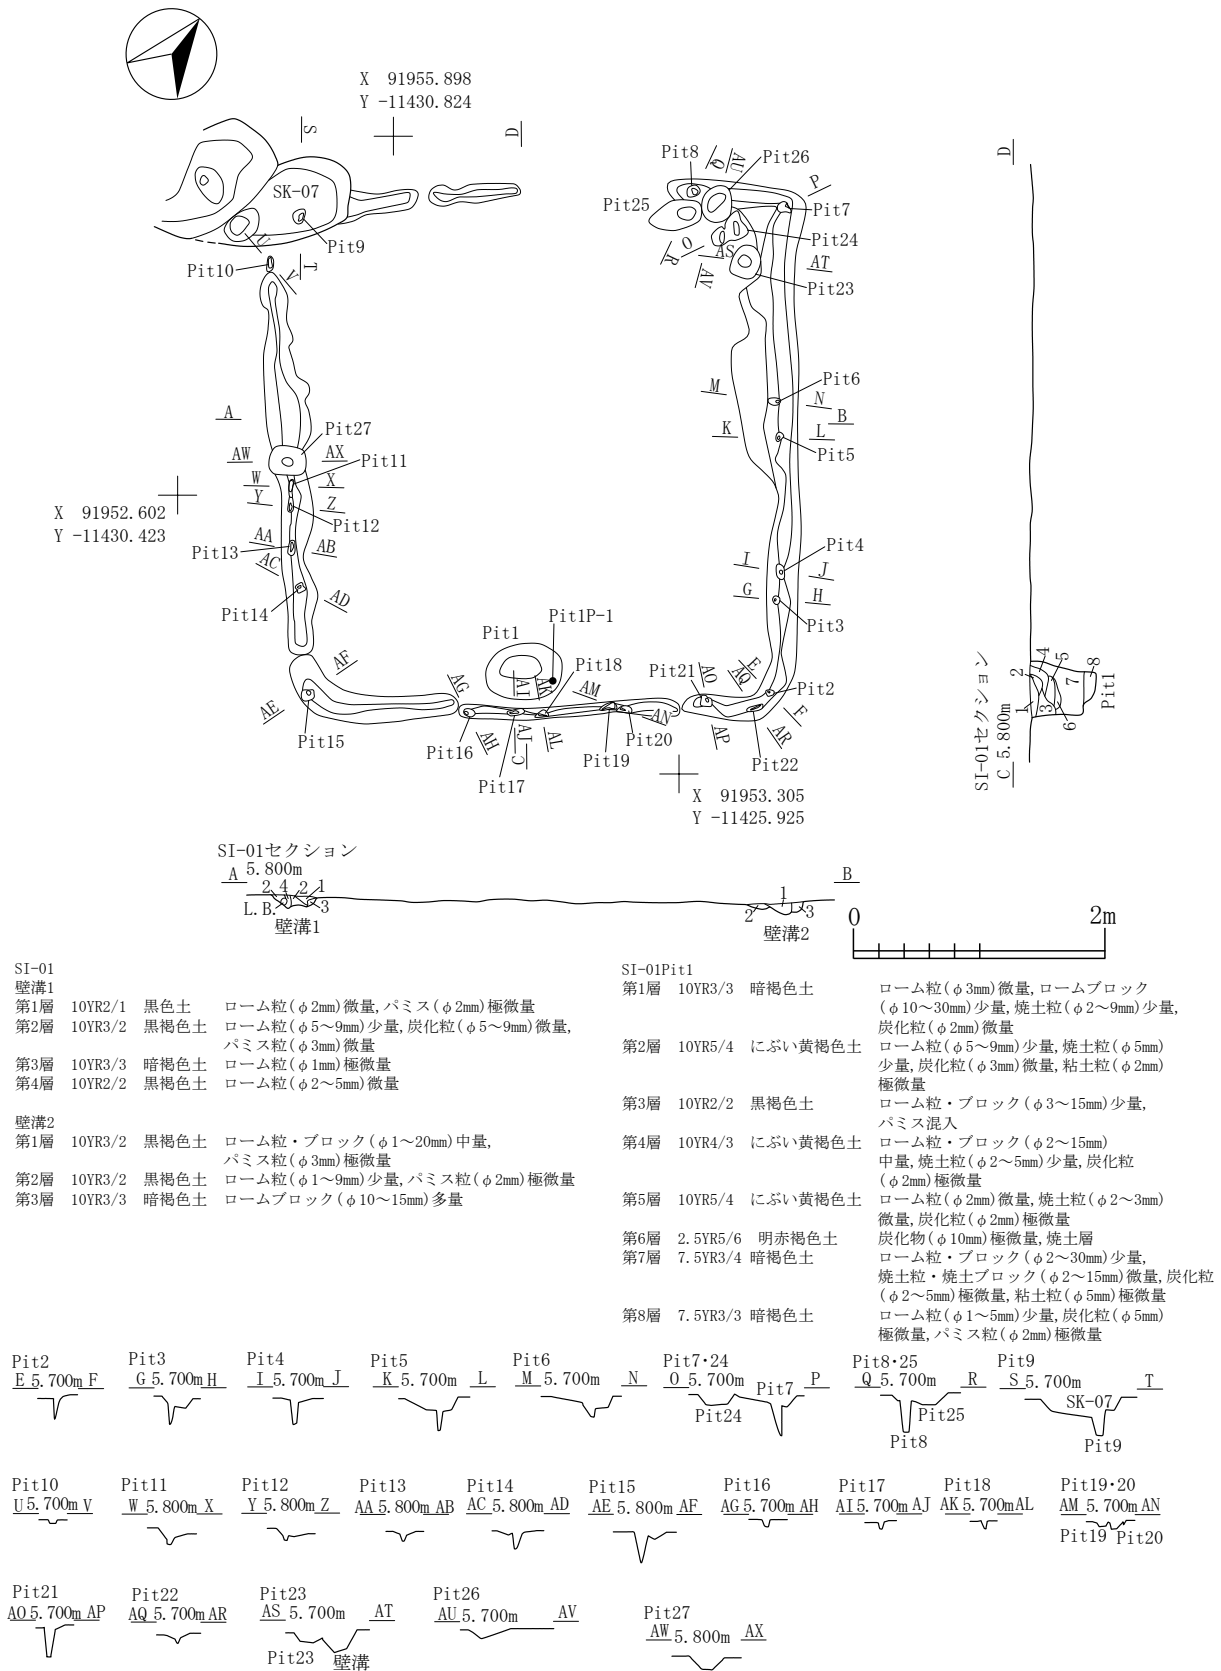 X 91955.898
Y -11430.824
S
D
D
SK-07
Pit9
U
V
T
Pit10
Pit8
Q
AU
Pit26
P
Pit25
Pit7
Pit24
O
R
AS
AV
AT
Pit23
M
Pit6
N
B
K
L
Pit5
A
Pit27
AW
AX
Pit11
W
X
Y
Z
Pit12
X 91952.602
Y -11430.423
AA
AB
Pit13
AC
Pit14
AD
I
Pit4
J
G
H
Pit3
AF
AE
Pit15
Pit1
Pit1P-1
Pit18
AG
AI
AK
AM
Pit21
AO
E
AQ
Pit2
F
Pit16
AH
AJ
C
AL
AN
Pit20
Pit19
Pit17
AP
AR
Pit22
X 91953.305
Y -11425.925
SI-01セクション
C 5.800m
1
2
3
4
5
6
7
8
Pit1
SI-01セクション
A 5.800m
B
2 4 2 1
L.B.
3
壁溝1
1
2
3
壁溝2
0
2m
SI-01
壁溝1
第1層 10YR2/1 黒色土 ローム粒(φ2mm)微量,パミス(φ2mm)極微量
第2層 10YR3/2 黒褐色土 ローム粒(φ5～9mm)少量,炭化粒(φ5～9mm)微量,
パミス粒(φ3mm)微量
第3層 10YR3/3 暗褐色土 ローム粒(φ1mm)極微量
第4層 10YR2/2 黒褐色土 ローム粒(φ2～5mm)微量
壁溝2
第1層 10YR3/2 黒褐色土 ローム粒・ブロック(φ1～20mm)中量,
パミス粒(φ3mm)極微量
第2層 10YR3/2 黒褐色土 ローム粒(φ1～9mm)少量,パミス粒(φ2mm)極微量
第3層 10YR3/3 暗褐色土 ロームブロック(φ10～15mm)多量
SI-01Pit1
第1層 10YR3/3 暗褐色土 ローム粒(φ3mm)微量,ロームブロック
(φ10～30mm)少量,焼土粒(φ2～9mm)少量,
炭化粒(φ2mm)微量
第2層 10YR5/4 にぶい黄褐色土 ローム粒(φ5～9mm)少量,焼土粒(φ5mm)
少量,炭化粒(φ3mm)微量,粘土粒(φ2mm)
極微量
第3層 10YR2/2 黒褐色土 ローム粒・ブロック(φ3～15mm)少量,
パミス混入
第4層 10YR4/3 にぶい黄褐色土 ローム粒・ブロック(φ2～15mm)
中量,焼土粒(φ2～5mm)少量,炭化粒
(φ2mm)極微量
第5層 10YR5/4 にぶい黄褐色土 ローム粒(φ2mm)微量,焼土粒(φ2～3mm)
微量,炭化粒(φ2mm)極微量
第6層 2.5YR5/6 明赤褐色土 炭化物(φ10mm)極微量,焼土層
第7層 7.5YR3/4 暗褐色土 ローム粒・ブロック(φ2～30mm)少量,
焼土粒・焼土ブロック(φ2～15mm)微量,炭化粒
(φ2～5mm)極微量,粘土粒(φ5mm)極微量
第8層 7.5YR3/3 暗褐色土 ローム粒(φ1～5mm)少量,炭化粒(φ5mm)
極微量,パミス粒(φ2mm)極微量
Pit2
E 5.700m F
Pit3
G 5.700m H
Pit4
I 5.700m J
Pit5
K 5.700m L
Pit6
M 5.700m N
Pit7・24
O 5.700m P
Pit7
Pit24
Pit8・25
Q 5.700m R
Pit25
Pit8
Pit9
S 5.700m T
SK-07
Pit9
Pit10
U 5.700m V
Pit11
W 5.800m X
Pit12
Y 5.800m Z
Pit13
AA 5.800m AB
Pit14
AC 5.800m AD
Pit15
AE 5.800m AF
Pit16
AG 5.700m AH
Pit17
AI 5.700m AJ
Pit18
AK 5.700m AL
Pit19・20
AM 5.700m AN
Pit19 Pit20
Pit21
AO 5.700m AP
Pit22
AQ 5.700m AR
Pit23
AS 5.700m AT
Pit23 壁溝
Pit26
AU 5.700m AV
Pit27
AW 5.800m AX